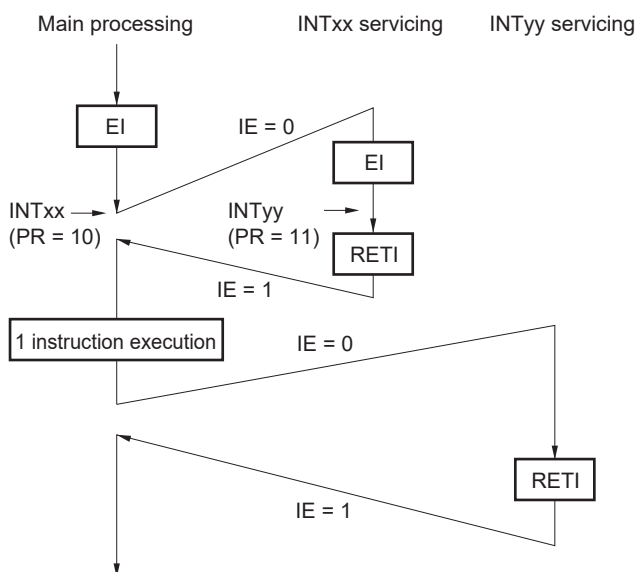 Main processing
INTxx servicing
INTyy servicing
EI
IE = 0
EI
INTxx
(PR = 10)
INTyy
(PR = 11)
RETI
IE = 1
1 instruction execution
IE = 0
RETI
IE = 1